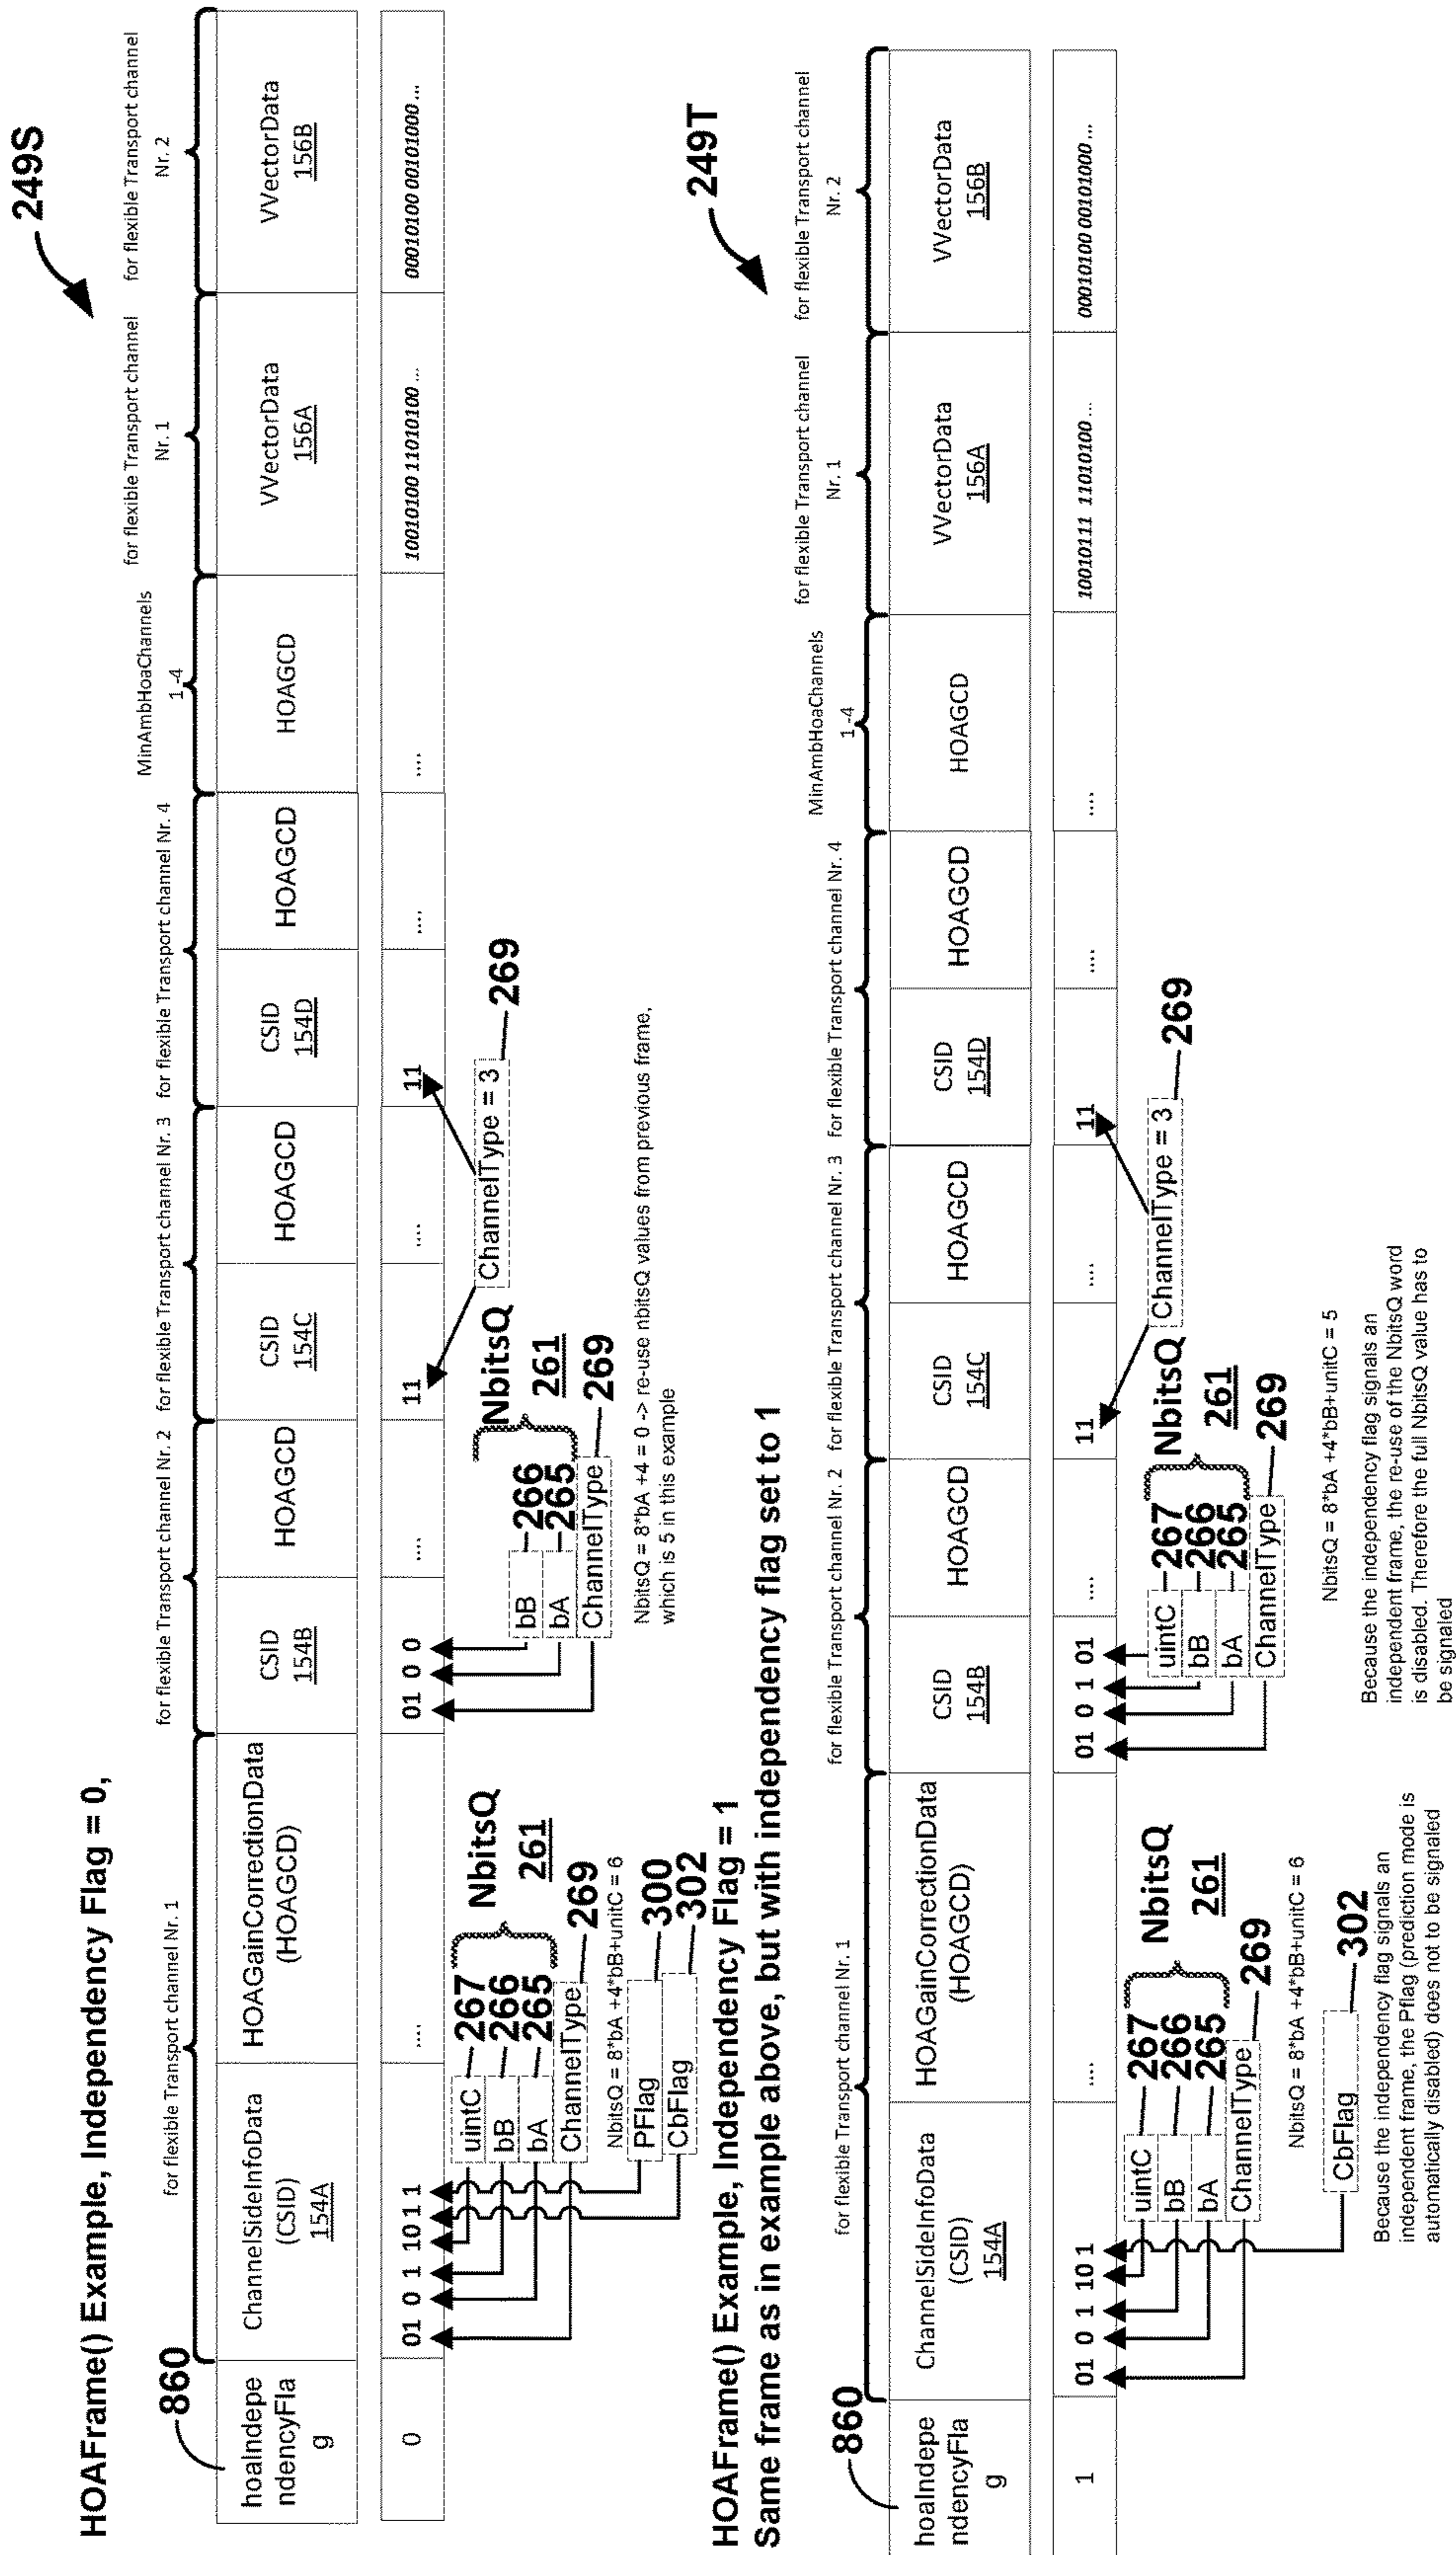 249S
HOAFrame() Example, Independency Flag = 0,
860
for flexible Transport channel Nr. 1
for flexible Transport channel Nr. 2
for flexible Transport channel Nr. 3
for flexible Transport channel Nr. 4
MinAmbHoaChannels
1-4
for flexible Transport channel
Nr. 1
for flexible Transport channel
Nr. 2
hoaIndepe
ndencyFla
g
ChannelSideInfoData
(CSID)
154A
HOAGainCorrectionData
(HOAGCD)
CSID
154B
HOAGCD
CSID
154C
HOAGCD
CSID
154D
HOAGCD
HOAGCD
VVectorData
156A
VVectorData
156B
0
01 0 1 10 1 1
....
01 0 0
....
11
....
11
....
....
10010100 11010100 ...
00010100 00101000 ...
uintC
267
bB
266
bA
265
NbitsQ
261
ChannelType
269
NbitsQ = 8*bA +4*bB+unitC = 6
PFlag
300
CbFlag
302
bB
266
bA
265
NbitsQ
261
ChannelType
269
NbitsQ = 8*bA +4 = 0 -> re-use nbitsQ values from previous frame,
which is 5 in this example
ChannelType = 3
269
249T
HOAFrame() Example, Independency Flag = 1
Same frame as in example above, but with independency flag set to 1
860
for flexible Transport channel Nr. 1
for flexible Transport channel Nr. 2
for flexible Transport channel Nr. 3
for flexible Transport channel Nr. 4
MinAmbHoaChannels
1-4
for flexible Transport channel
Nr. 1
for flexible Transport channel
Nr. 2
hoaIndepe
ndencyFla
g
ChannelSideInfoData
(CSID)
154A
HOAGainCorrectionData
(HOAGCD)
CSID
154B
HOAGCD
CSID
154C
HOAGCD
CSID
154D
HOAGCD
HOAGCD
VVectorData
156A
VVectorData
156B
1
01 0 1 10 1
....
01 0 1 01
....
11
....
11
....
....
10010111 11010100 ...
00010100 00101000 ...
uintC
267
bB
266
bA
265
NbitsQ
261
ChannelType
269
NbitsQ = 8*bA +4*bB+unitC = 6
CbFlag
302
Because the independency flag signals an
independent frame, the Pflag (prediction mode is
automatically disabled) does not to be signaled
uintC
267
bB
266
bA
265
NbitsQ
261
ChannelType
269
NbitsQ = 8*bA +4*bB+unitC = 5
Because the independency flag signals an
independent frame, the re-use of the NbitsQ word
is disabled. Therefore the full NbitsQ value has to
be signaled
ChannelType = 3
269